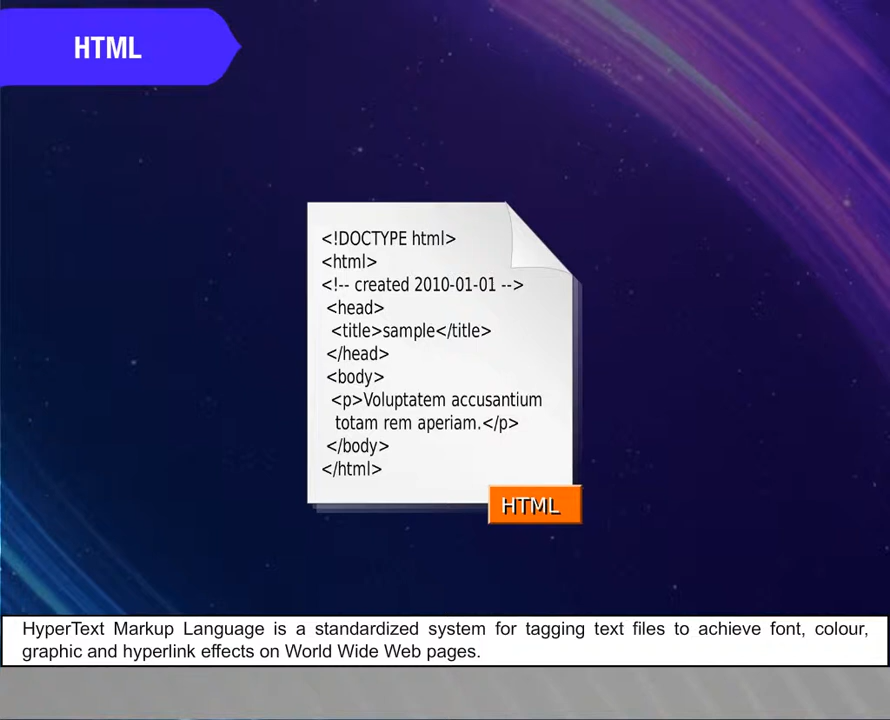 HTML
<!DOCTYPE html>
<html>
<!-- created 2010-01-01 -->
<head>
<title>sample</title>
</head>
<body>
<p>Voluptatem accusantium
totam rem aperiam.</p>
</body>
</html>
HTML
HyperText Markup Language is a standardized system for tagging text files to achieve font, colour,
graphic and hyperlink effects on World Wide Web pages.